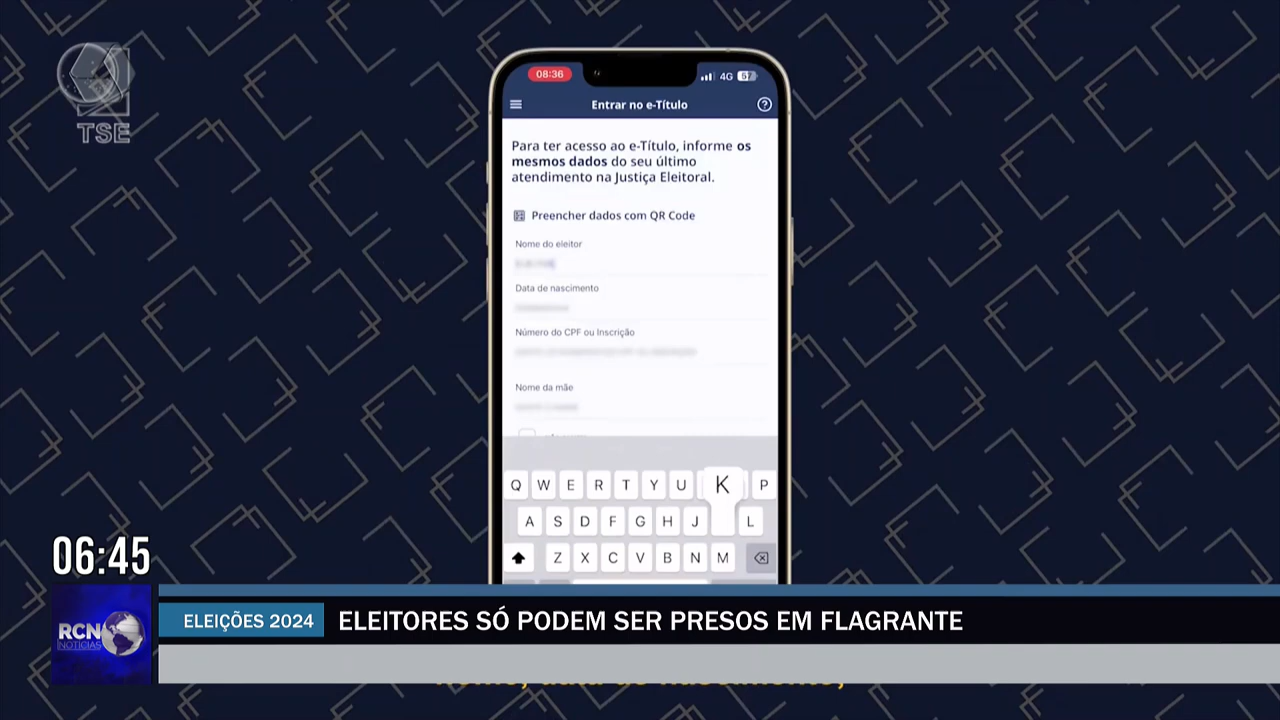 TSE
08:36
4G 57
Entrar no e-Título
?
Para ter acesso ao e-Título, informe os
mesmos dados do seu último
atendimento na Justiça Eleitoral.
Preencher dados com QR Code
Nome do eleitor
Data de nascimento
Número do CPF ou Inscrição
Nome da mãe
Q W E R T Y U K P
A S D F G H J L
Z X C V B N M
06:45
RCN
NOTÍCIAS
ELEIÇÕES 2024
ELEITORES SÓ PODEM SER PRESOS EM FLAGRANTE